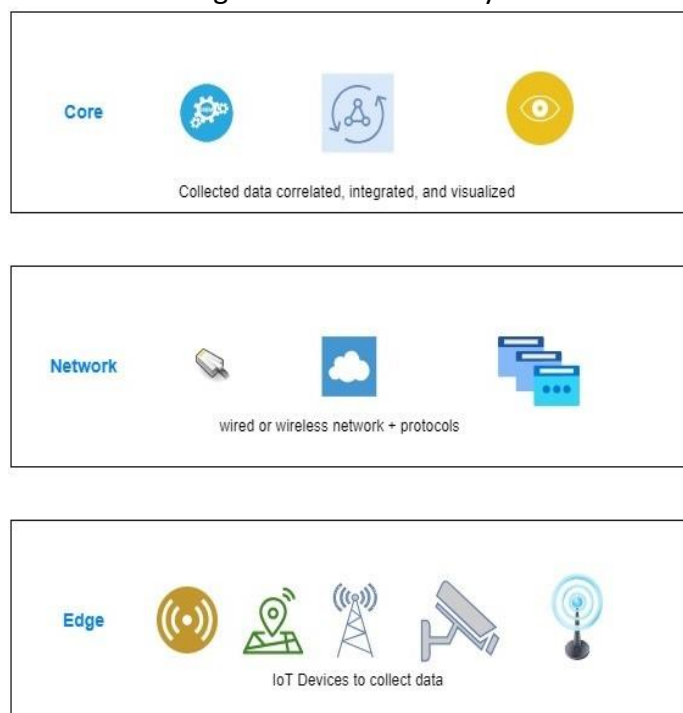 Core
Collected data correlated, integrated, and visualized
Network
wired or wireless network + protocols
Edge
IoT Devices to collect data